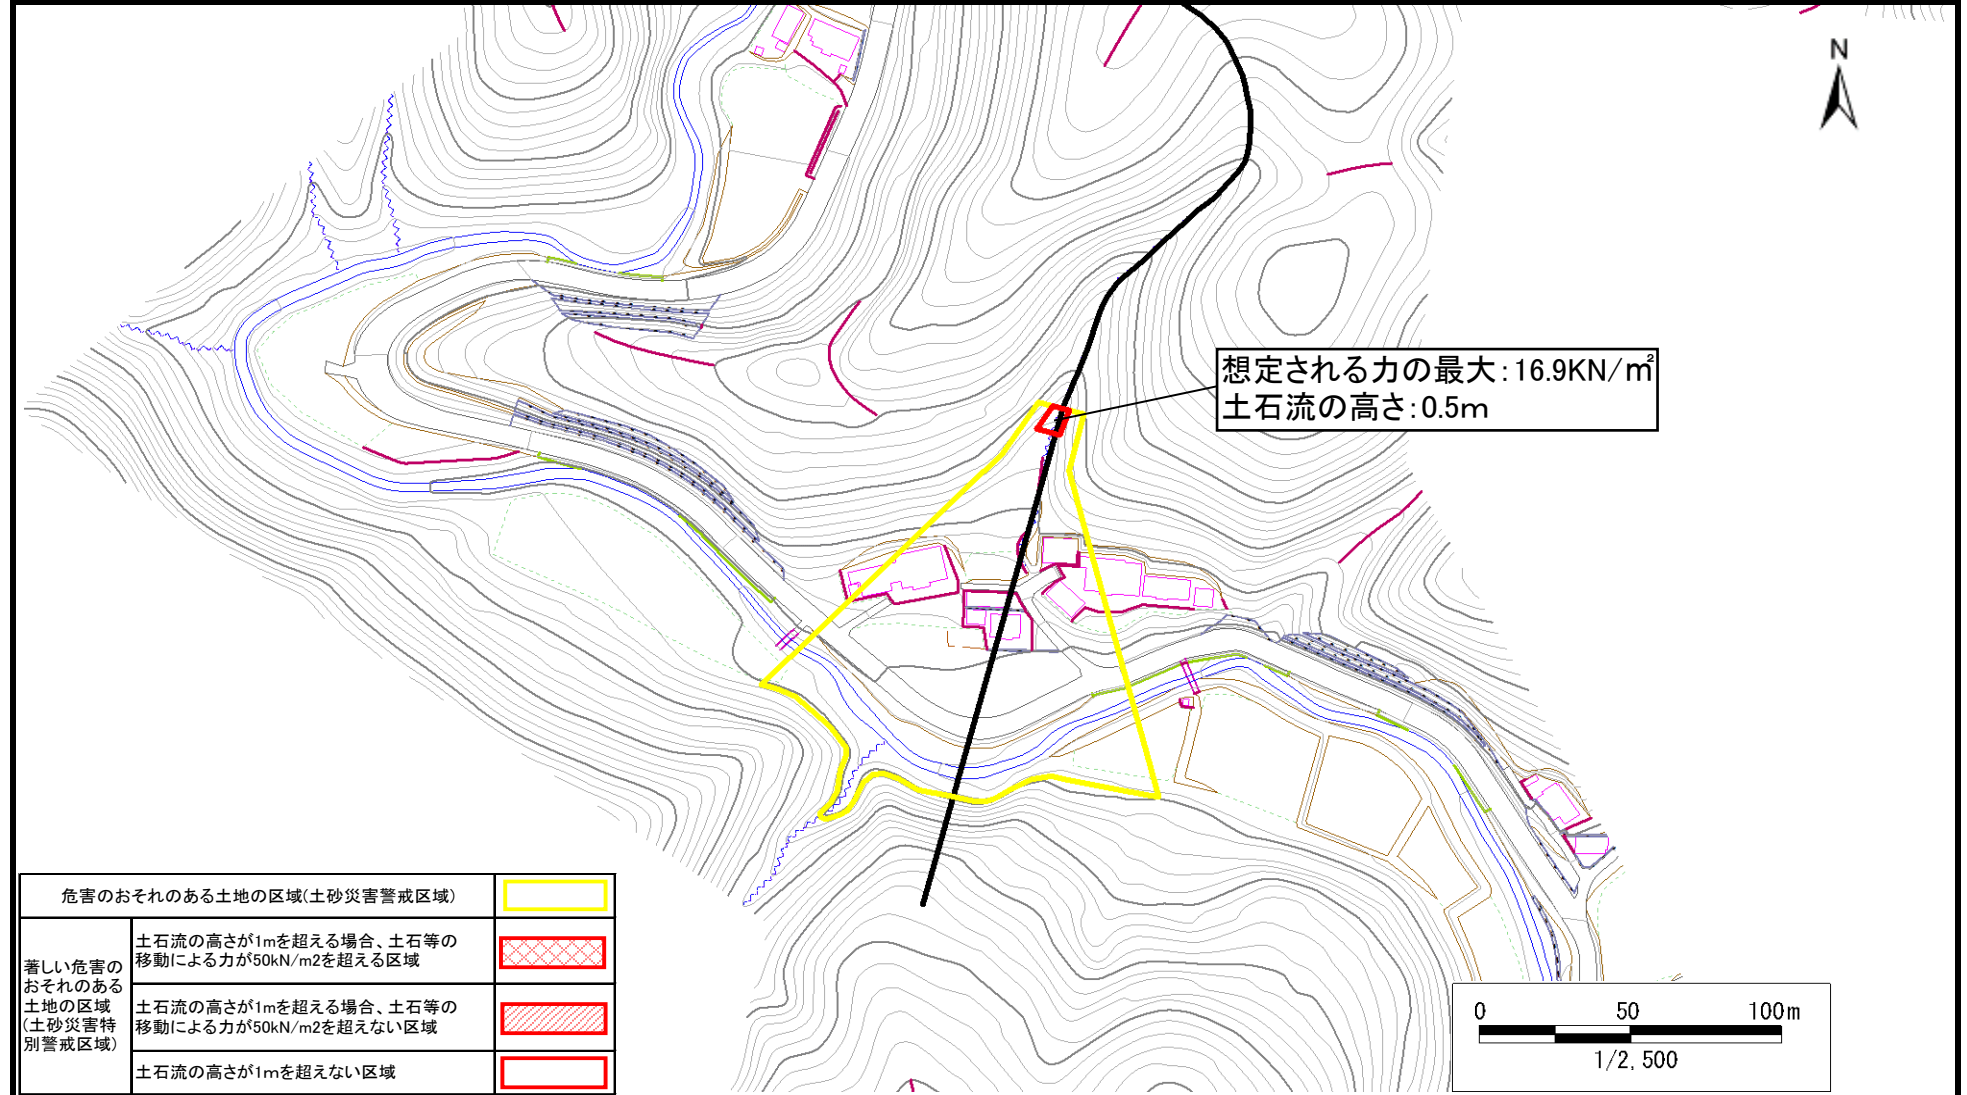 N
想定される力の最大:16.9KN/㎡
土石流の高さ:0.5m
危害のおそれのある土地の区域(土砂災害警戒区域)
著しい危害の
おそれのある
土地の区域
(土砂災害特
別警戒区域)
土石流の高さが1mを超える場合、土石等の
移動による力が50kN/m2を超える区域
土石流の高さが1mを超える場合、土石等の
移動による力が50kN/m2を超えない区域
土石流の高さが1mを超えない区域
0 50 100m
1/2,500